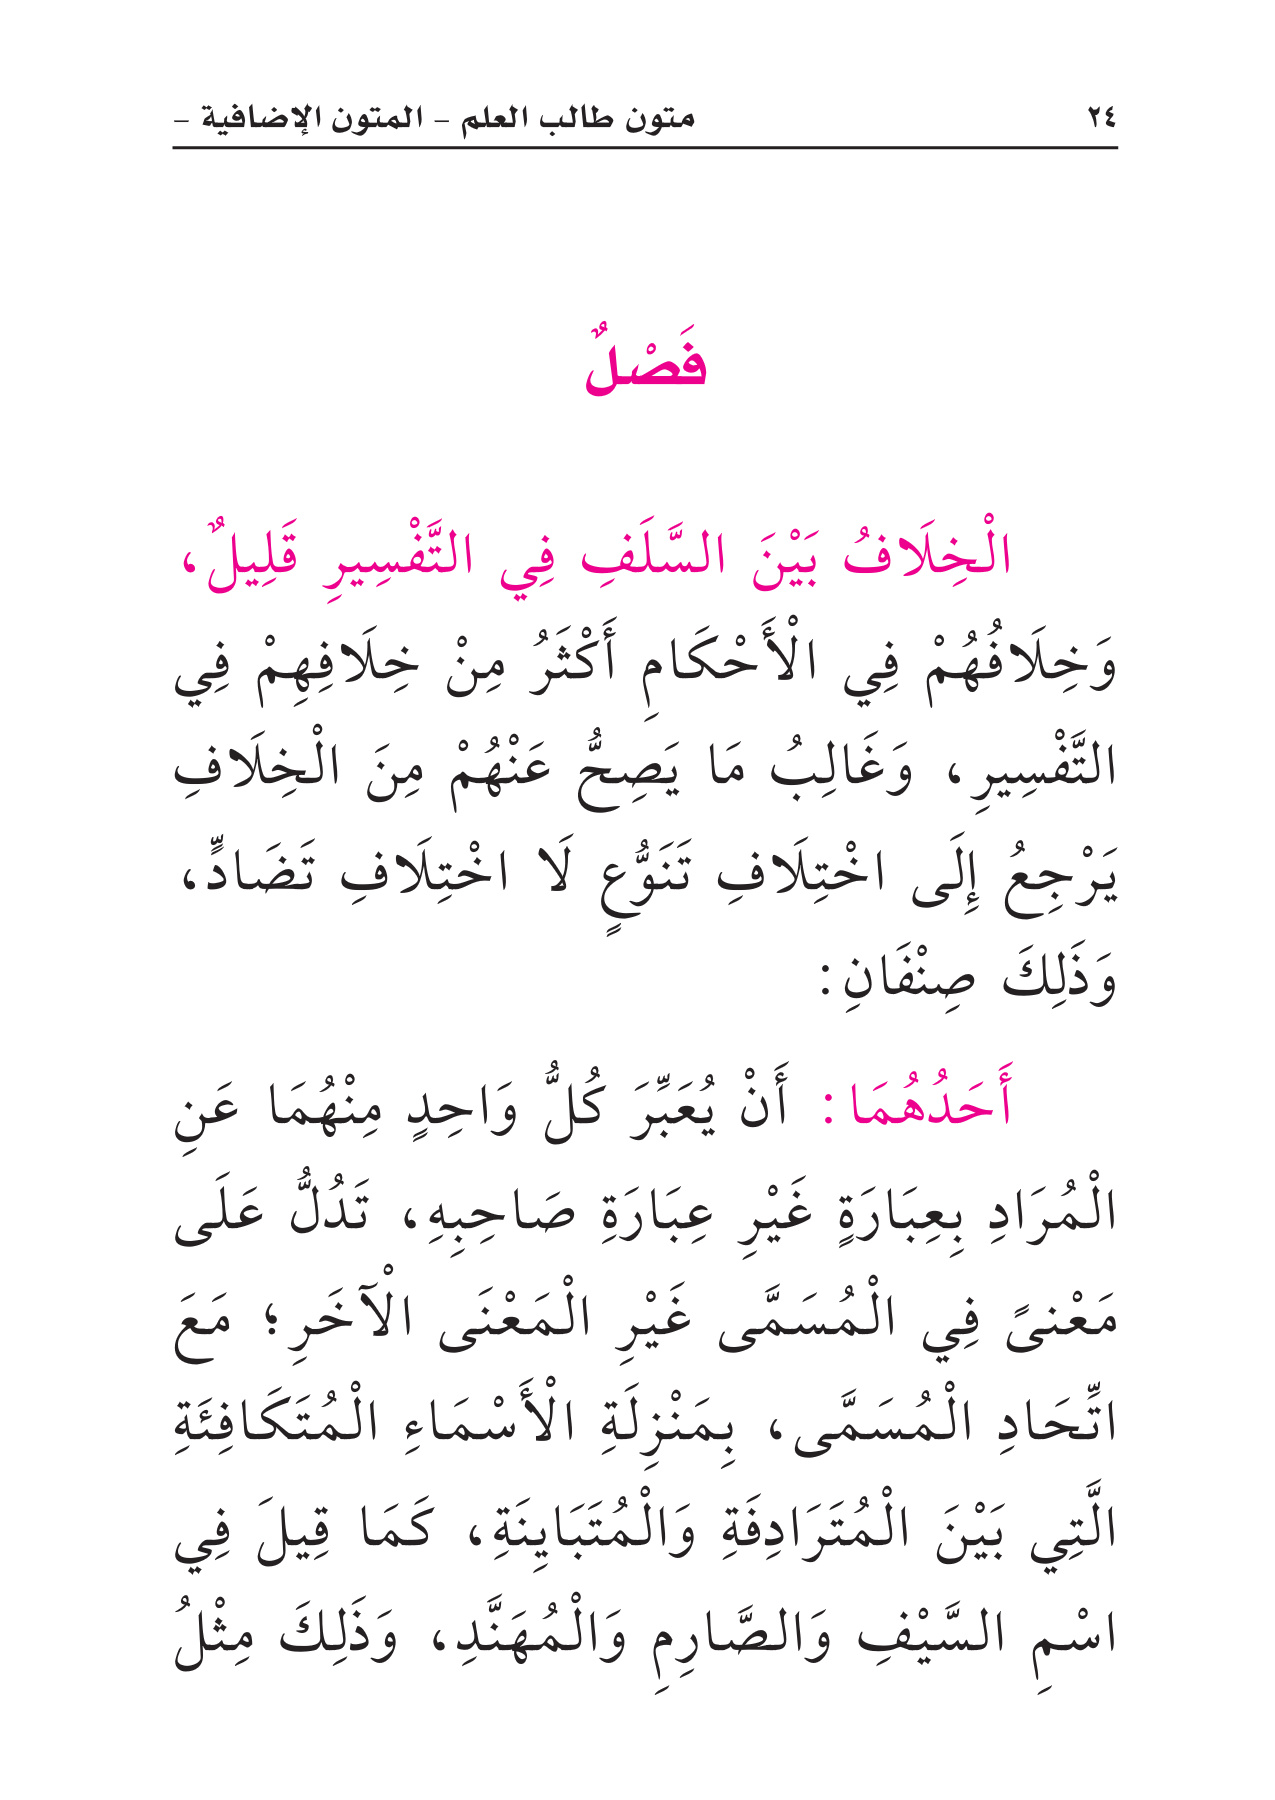 ٢٤ متون طالب العلم – المتون الإضافية –
فَصْلٌ
الْخِلَافُ بَيْنَ السَّلَفِ فِي التَّفْسِيرِ قَلِيلٌ،
وَخِلَافُهُمْ فِي الْأَحْكَامِ أَكْثَرُ مِنْ خِلَافِهِمْ فِي
التَّفْسِيرِ، وَغَالِبُ مَا يَصِحُّ عَنْهُمْ مِنَ الْخِلَافِ
يَرْجِعُ إِلَى اخْتِلَافِ تَنَوُّعٍ لَا اخْتِلَافِ تَضَادٍّ،
وَذَلِكَ صِنْفَانِ:
أَحَدُهُمَا: أَنْ يُعَبِّرَ كُلُّ وَاحِدٍ مِنْهُمَا عَنِ
الْمُرَادِ بِعِبَارَةٍ غَيْرِ عِبَارَةِ صَاحِبِهِ، تَدُلُّ عَلَى
مَعْنىً فِي الْمُسَمَّى غَيْرِ الْمَعْنَى الْآخَرِ؛ مَعَ
اتِّحَادِ الْمُسَمَّى، بِمَنْزِلَةِ الْأَسْمَاءِ الْمُتَكَافِئَةِ
الَّتِي بَيْنَ الْمُتَرَادِفَةِ وَالْمُتَبَايِنَةِ، كَمَا قِيلَ فِي
اسْمِ السَّيْفِ وَالصَّارِمِ وَالْمُهَنَّدِ، وَذَلِكَ مِثْلُ